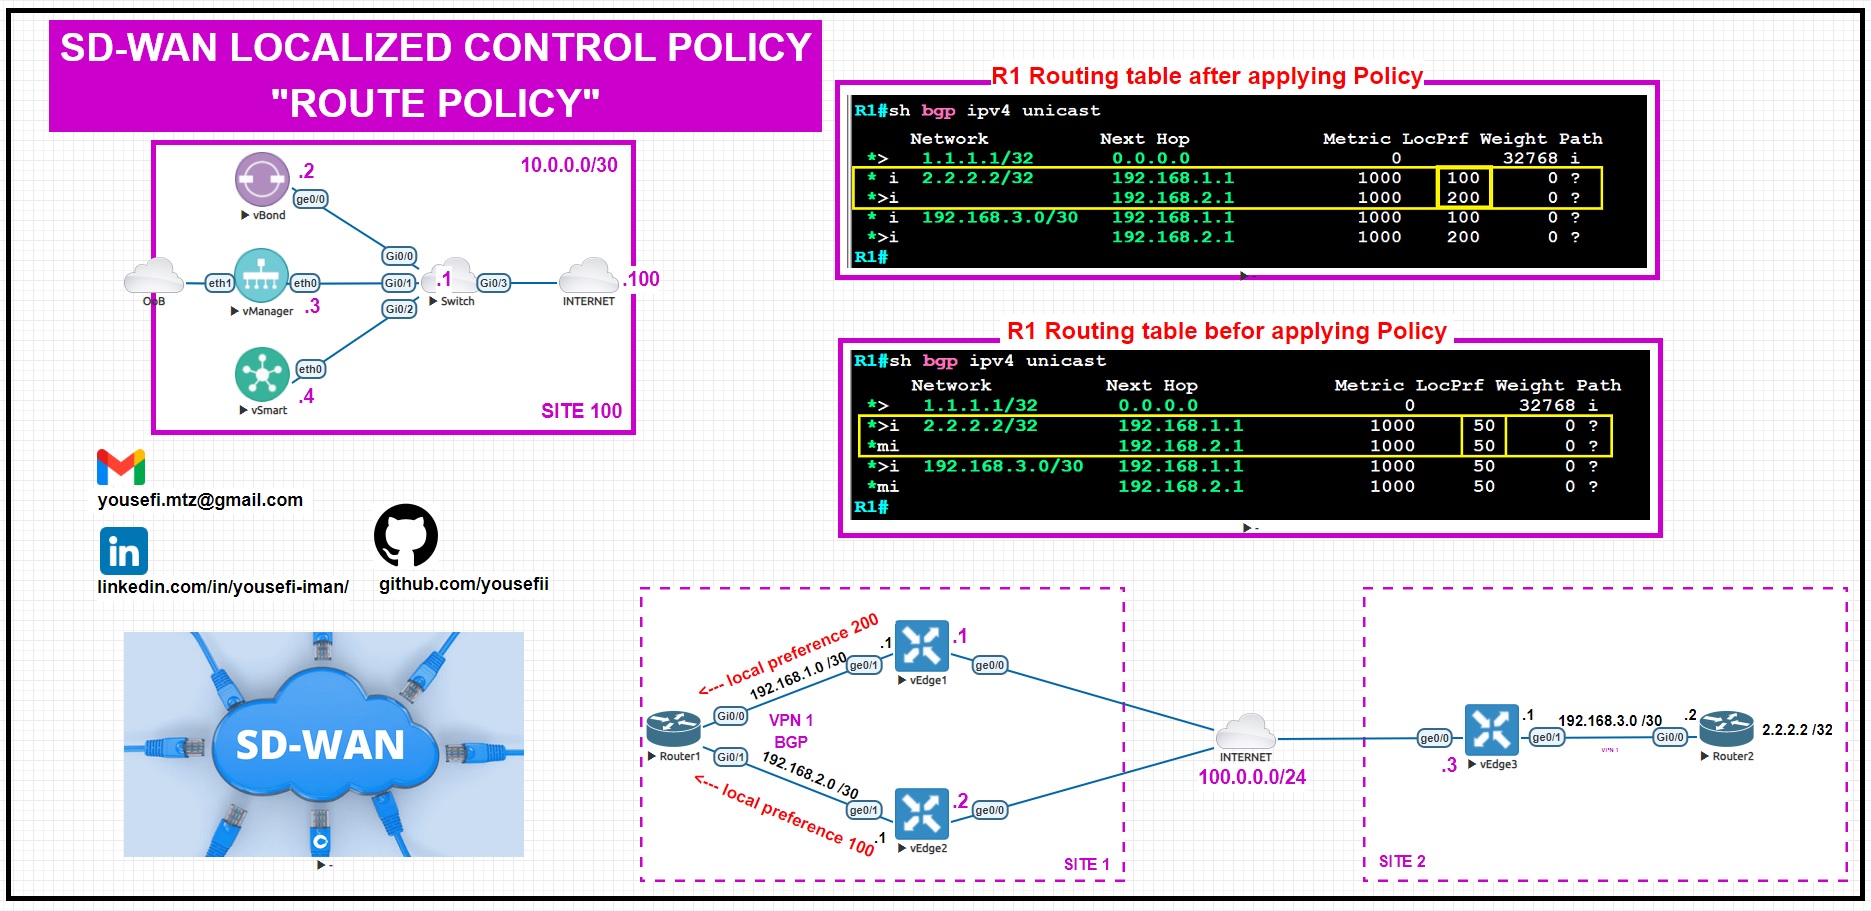 SD-WAN LOCALIZED CONTROL POLICY
"ROUTE POLICY"
10.0.0.0/30
.2
ge0/0
vBond
OoB
eth1
eth0
vManager
.3
Gi0/0
Gi0/1
Gi0/2
.1
Switch
Gi0/3
INTERNET
.100
eth0
.4
vSmart
SITE 100
R1 Routing table after applying Policy
R1#sh bgp ipv4 unicast
Network Next Hop Metric LocPrf Weight Path
*> 1.1.1.1/32 0.0.0.0 0 32768 i
* i 2.2.2.2/32 192.168.1.1 1000 100 0 ?
*>i 192.168.2.1 1000 200 0 ?
* i 192.168.3.0/30 192.168.1.1 1000 100 0 ?
*>i 192.168.2.1 1000 200 0 ?
R1#
-
R1 Routing table befor applying Policy
R1#sh bgp ipv4 unicast
Network Next Hop Metric LocPrf Weight Path
*> 1.1.1.1/32 0.0.0.0 0 32768 i
*>i 2.2.2.2/32 192.168.1.1 1000 50 0 ?
*mi 192.168.2.1 1000 50 0 ?
*>i 192.168.3.0/30 192.168.1.1 1000 50 0 ?
*mi 192.168.2.1 1000 50 0 ?
R1#
-
yousefi.mtz@gmail.com
in
linkedin.com/in/yousefi-iman/
github.com/yousefii
SD-WAN
-
<--- local preference 200
192.168.1.0 /30
.1
ge0/1
.1
ge0/0
vEdge1
Gi0/0
VPN 1
BGP
Router1
Gi0/1
192.168.2.0 /30
<--- local preference 100
ge0/1
.1
.2
ge0/0
vEdge2
SITE 1
INTERNET
100.0.0.0/24
ge0/0
.3
vEdge3
.1
ge0/1
192.168.3.0 /30
VPN 1
.2
Gi0/0
Router2
2.2.2.2 /32
SITE 2